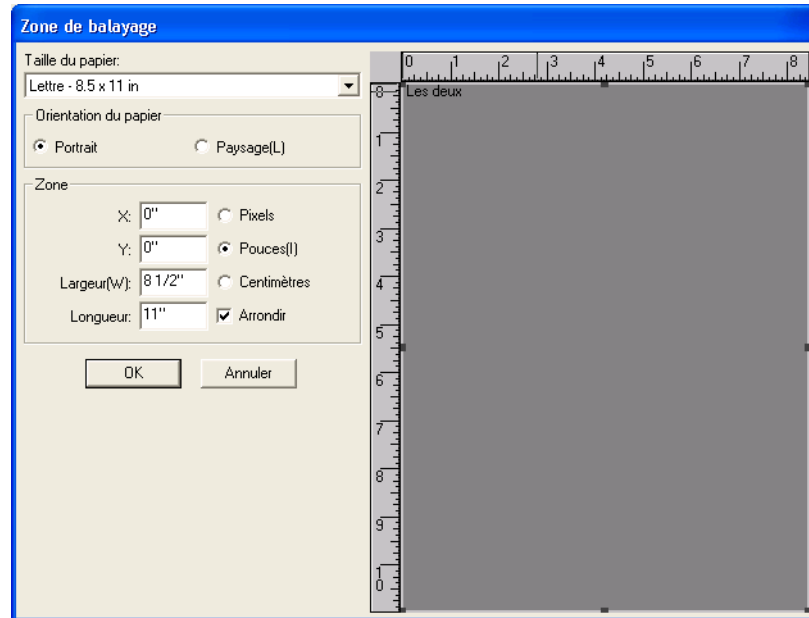 Zone de balayage
Taille du papier:
Lettre - 8.5 x 11 in
Orientation du papier
Portrait
Paysage(L)
Zone
X: 0" Pixels
Y: 0" Pouces(I)
Largeur(W): 8 1/2" Centimètres
Longueur: 11" Arrondir
OK
Annuler
0 1 2 3 4 5 6 7 8
Les deux
1
2
3
4
5
6
7
8
9
10